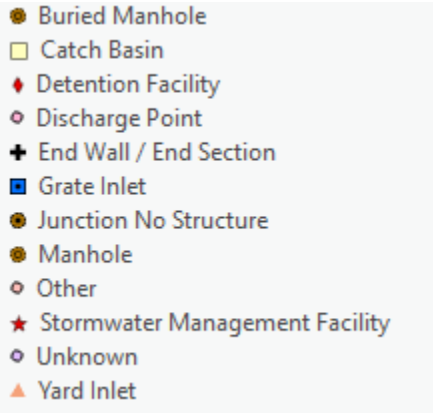 Buried Manhole
Catch Basin
Detention Facility
Discharge Point
End Wall / End Section
Grate Inlet
Junction No Structure
Manhole
Other
Stormwater Management Facility
Unknown
Yard Inlet